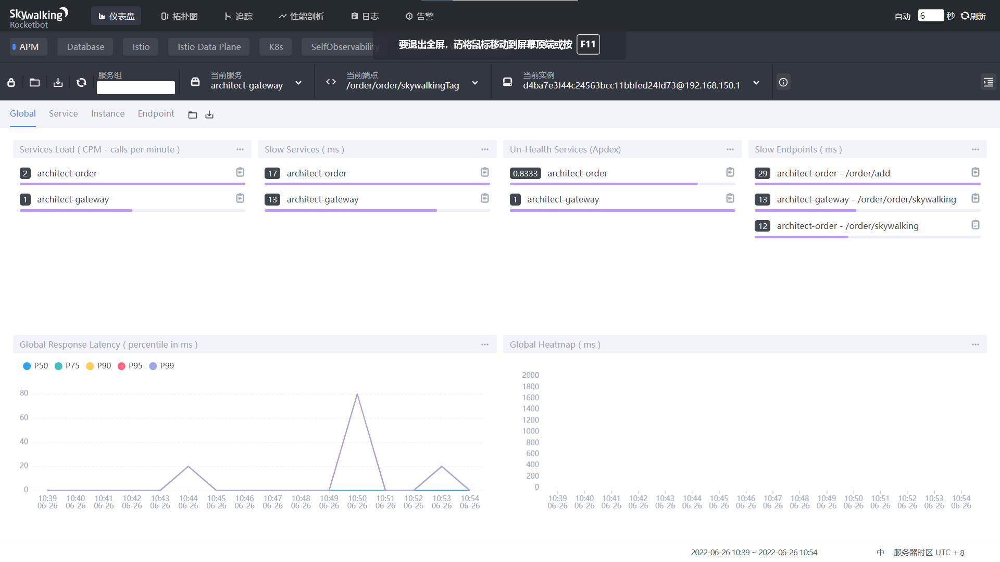 Skywalking
Rocketbot
仪表盘
拓扑图
追踪
性能剖析
日志
告警
自动 6 秒 刷新
APM
Database
Istio
Istio Data Plane
K8s
SelfObservability
要退出全屏，请将鼠标移动到屏幕顶端或按 F11
服务组
当前服务
architect-gateway
当前端点
/order/order/skywalkingTag
当前实例
d4ba7e3f44c24563bcc11bbfed24fd73@192.168.150.1
Global
Service
Instance
Endpoint
Services Load ( CPM - calls per minute )
2 architect-order
1 architect-gateway
Slow Services ( ms )
17 architect-order
13 architect-gateway
Un-Health Services (Apdex)
0.8333 architect-order
1 architect-gateway
Slow Endpoints ( ms )
29 architect-order - /order/add
13 architect-gateway - /order/order/skywalking
12 architect-order - /order/skywalking
Global Response Latency ( percentile in ms )
P50 P75 P90 P95 P99
80
60
40
20
0
10:39 10:40 10:41 10:42 10:43 10:44 10:45 10:46 10:47 10:48 10:49 10:50 10:51 10:52 10:53 10:54
06-26 06-26 06-26 06-26 06-26 06-26 06-26 06-26 06-26 06-26 06-26 06-26 06-26 06-26 06-26 06-26
Global Heatmap ( ms )
2000
1800
1600
1400
1200
1000
800
600
400
200
0
10:39 10:40 10:41 10:42 10:43 10:44 10:45 10:46 10:47 10:48 10:49 10:50 10:51 10:52 10:53 10:54
06-26 06-26 06-26 06-26 06-26 06-26 06-26 06-26 06-26 06-26 06-26 06-26 06-26 06-26 06-26 06-26
2022-06-26 10:39 ~ 2022-06-26 10:54
中
服务器时区 UTC + 8